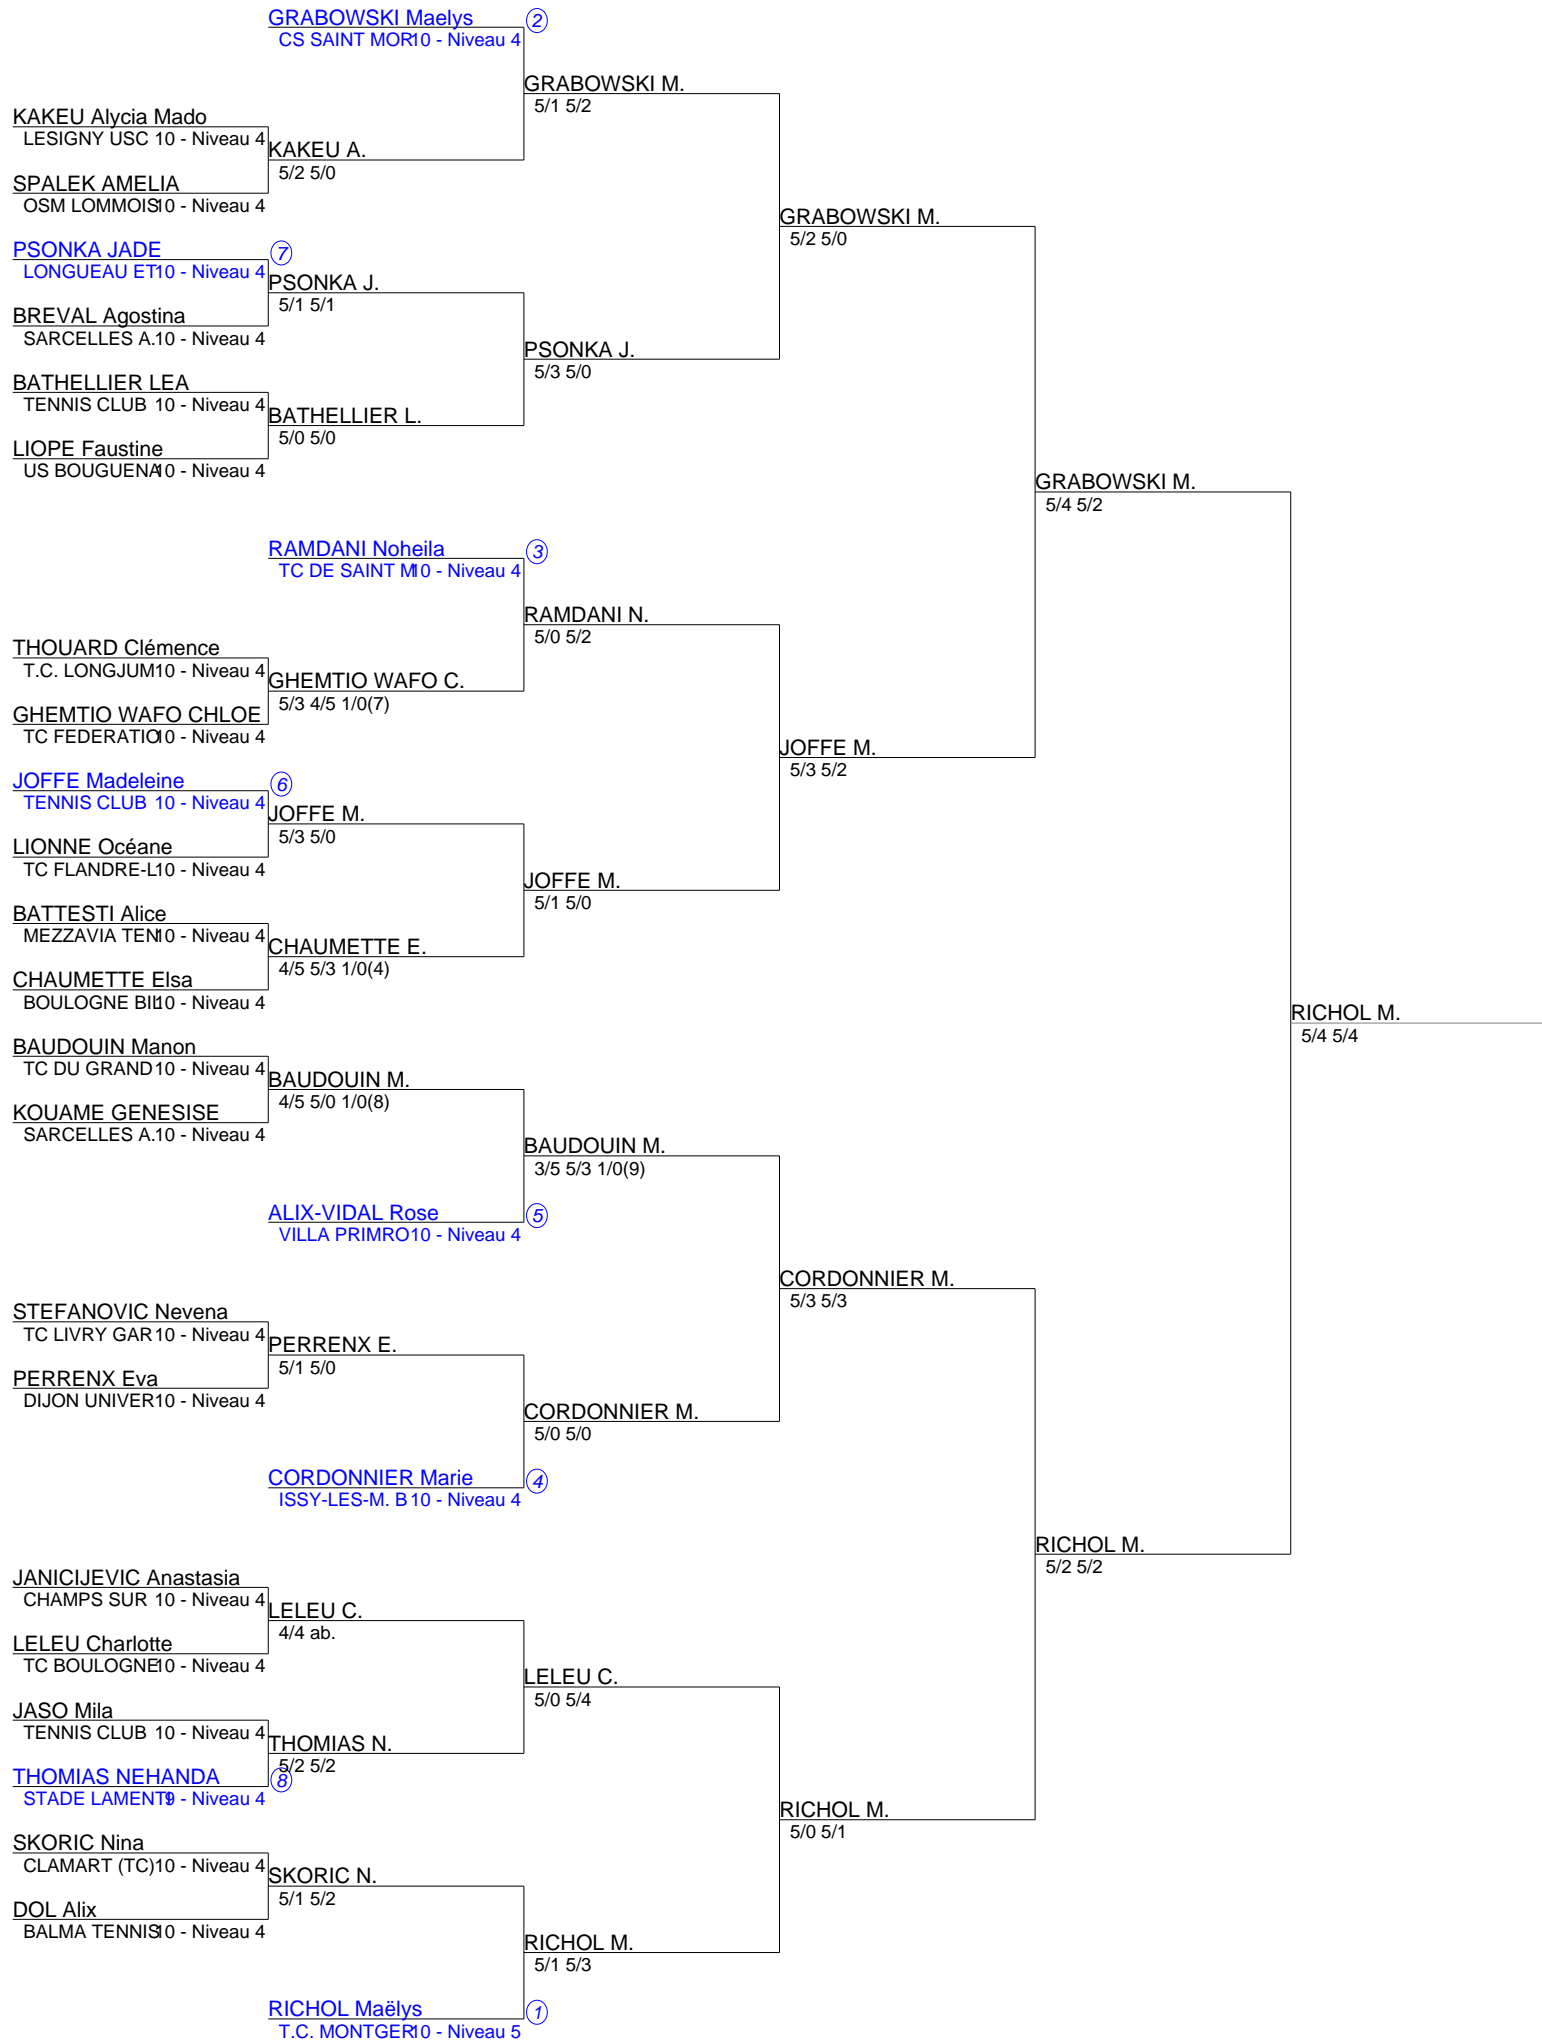 GRABOWSKI Maelys 2
CS SAINT MOR10 - Niveau 4
GRABOWSKI M.
5/1 5/2
KAKEU Alycia Mado
LESIGNY USC 10 - Niveau 4
KAKEU A.
5/2 5/0
SPALEK AMELIA
OSM LOMMOIS10 - Niveau 4
GRABOWSKI M.
5/2 5/0
PSONKA JADE 7
LONGUEAU ET10 - Niveau 4
PSONKA J.
5/1 5/1
BREVAL Agostina
SARCELLES A.10 - Niveau 4
PSONKA J.
5/3 5/0
BATHELLIER LEA
TENNIS CLUB 10 - Niveau 4
BATHELLIER L.
5/0 5/0
LIOPE Faustine
US BOUGUENA10 - Niveau 4
GRABOWSKI M.
5/4 5/2
RAMDANI Noheila 3
TC DE SAINT M10 - Niveau 4
RAMDANI N.
5/0 5/2
THOUARD Clémence
T.C. LONGJUM10 - Niveau 4
GHEMTIO WAFO C.
5/3 4/5 1/0(7)
GHEMTIO WAFO CHLOE
TC FEDERATIO10 - Niveau 4
JOFFE M.
5/3 5/2
JOFFE Madeleine 6
TENNIS CLUB 10 - Niveau 4
JOFFE M.
5/3 5/0
LIONNE Océane
TC FLANDRE-L10 - Niveau 4
JOFFE M.
5/1 5/0
BATTESTI Alice
MEZZAVIA TEN10 - Niveau 4
CHAUMETTE E.
4/5 5/3 1/0(4)
CHAUMETTE Elsa
BOULOGNE BIL10 - Niveau 4
RICHOL M.
5/4 5/4
BAUDOUIN Manon
TC DU GRAND 10 - Niveau 4
BAUDOUIN M.
4/5 5/0 1/0(8)
KOUAME GENESISE
SARCELLES A.10 - Niveau 4
BAUDOUIN M.
3/5 5/3 1/0(9)
ALIX-VIDAL Rose 5
VILLA PRIMRO10 - Niveau 4
CORDONNIER M.
5/3 5/3
STEFANOVIC Nevena
TC LIVRY GAR10 - Niveau 4
PERRENX E.
5/1 5/0
PERRENX Eva
DIJON UNIVER10 - Niveau 4
CORDONNIER M.
5/0 5/0
CORDONNIER Marie 4
ISSY-LES-M. B10 - Niveau 4
RICHOL M.
5/2 5/2
JANICIJEVIC Anastasia
CHAMPS SUR 10 - Niveau 4
LELEU C.
4/4 ab.
LELEU Charlotte
TC BOULOGNE10 - Niveau 4
LELEU C.
5/0 5/4
JASO Mila
TENNIS CLUB 10 - Niveau 4
THOMIAS N.
5/2 5/2
THOMIAS NEHANDA 8
STADE LAMENTI9 - Niveau 4
RICHOL M.
5/0 5/1
SKORIC Nina
CLAMART (TC)10 - Niveau 4
SKORIC N.
5/1 5/2
DOL Alix
BALMA TENNIS10 - Niveau 4
RICHOL M.
5/1 5/3
RICHOL Maëlys 1
T.C. MONTGER10 - Niveau 5